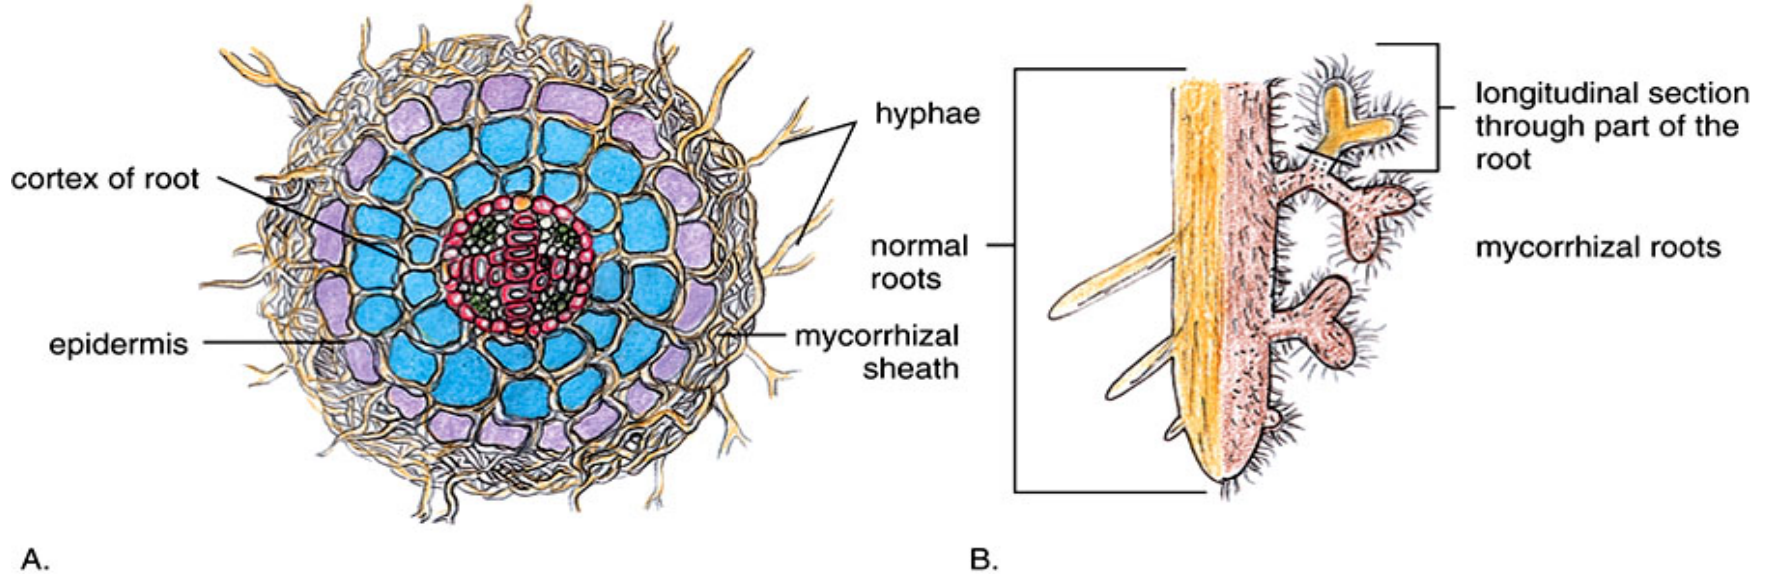 cortex of root
epidermis
hyphae
mycorrhizal
sheath
A.
normal
roots
longitudinal section
through part of the
root
mycorrhizal roots
B.